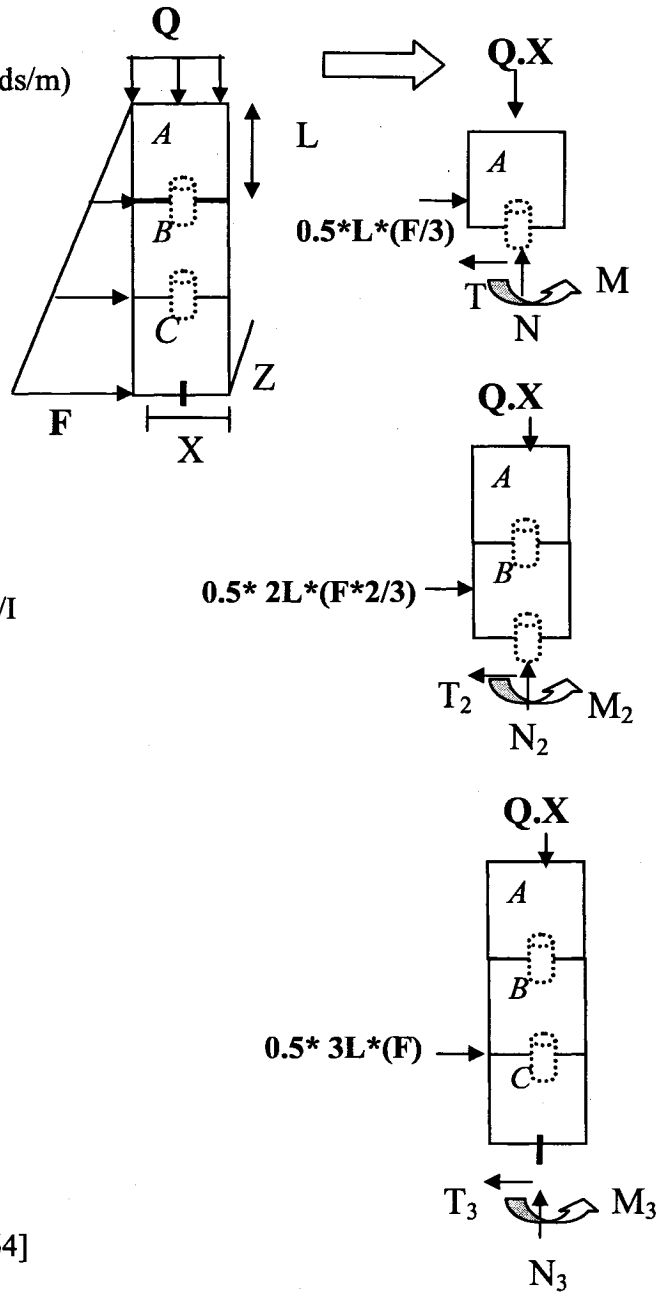 Q
ds/m)
Q.X
A
L
A
B
0.5*L*(F/3)
M
T
C
N
Z
F
X
Q.X
A
B
/I
0.5* 2L*(F*2/3)
T₂
M₂
N₂
Q.X
A
B
0.5* 3L*(F)
C
T₃
M₃
4]
N₃